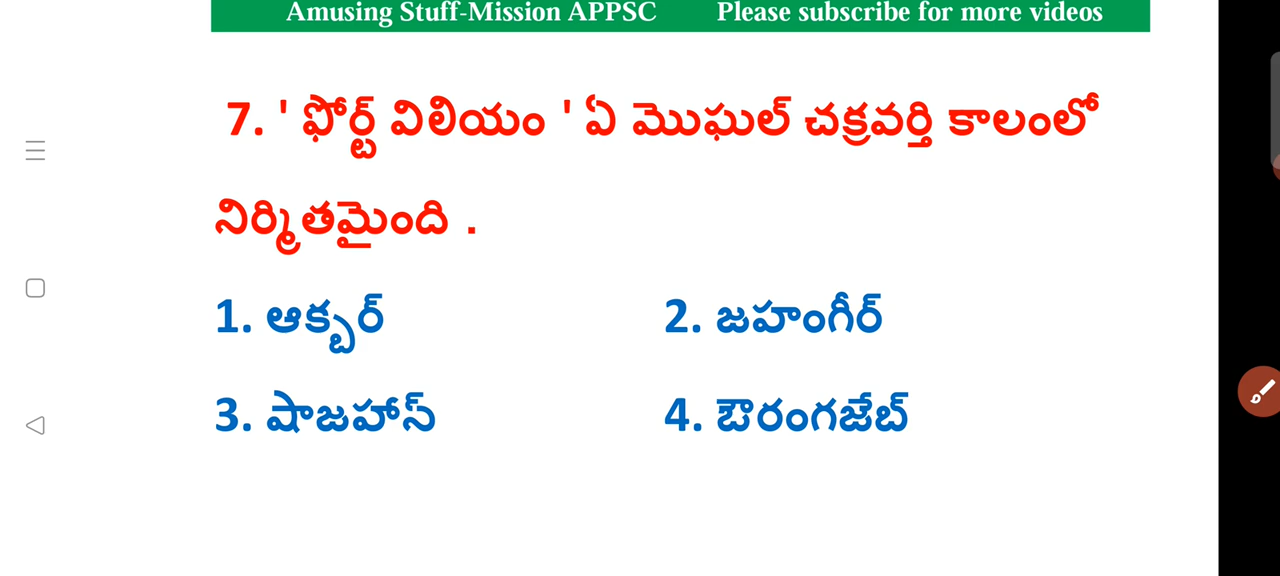 Amusing Stuff-Mission APPSC Please subscribe for more videos
7. ' ఫోర్ట్ విలియం ' ఏ మొఘల్ చక్రవర్తి కాలంలో
నిర్మితమైంది .
1. ఆక్బర్ 2. జహంగీర్
3. షాజహాన్ 4. ఔరంగజేబ్